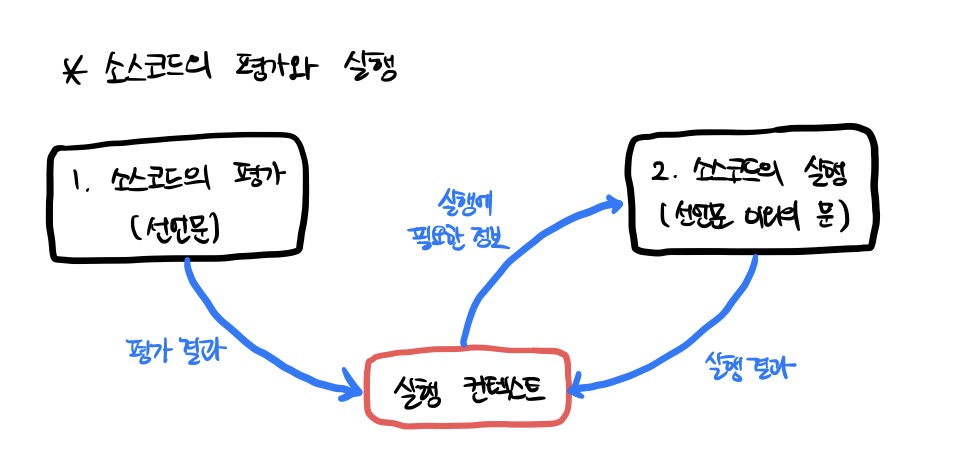 * 소스코드의 평가와 실행
1. 소스코드의 평가
(선언문)
2. 소스코드의 실행
(선언문 이외의 문)
실행에
필요한 정보
평가 결과
실행 결과
실행 컨텍스트